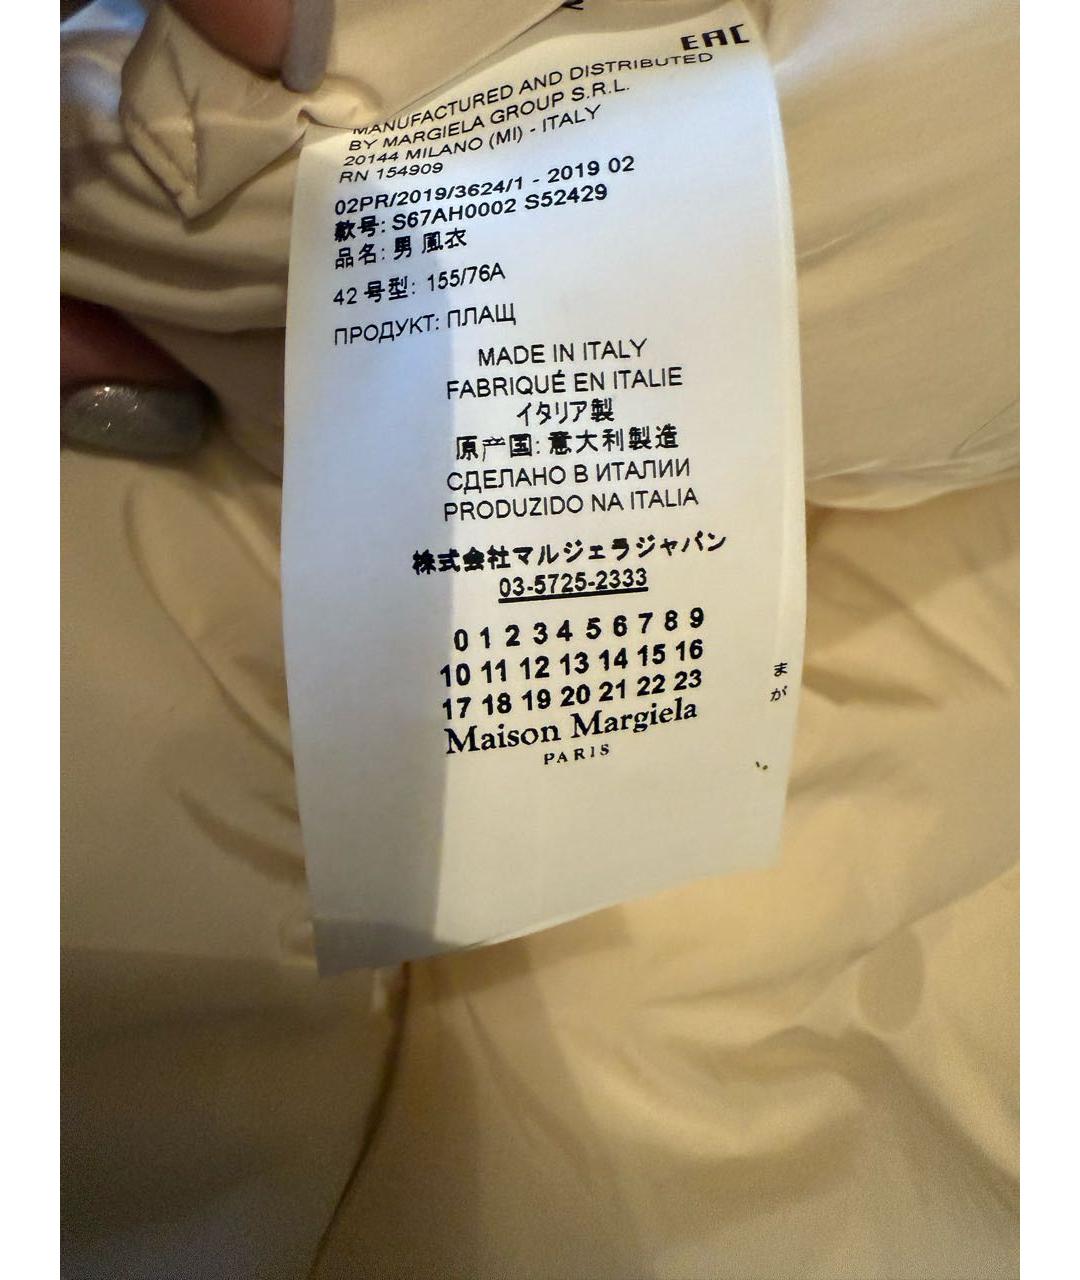 EAC
MANUFACTURED AND DISTRIBUTED
BY MARGIELA GROUP S.R.L.
20144 MILANO (MI) - ITALY
RN 154909
02PR/2019/3624/1 - 2019 02
款号: S67AH0002 S52429
品名: 男 風衣
42 号型: 155/76A
ПРОДУКТ: ПЛАЩ
MADE IN ITALY
FABRIQUÉ EN ITALIE
イタリア製
原产国: 意大利製造
СДЕЛАНО В ИТАЛИИ
PRODUZIDO NA ITALIA
株式会社マルジェラジャパン
03-5725-2333
0 1 2 3 4 5 6 7 8 9
10 11 12 13 14 15 16
17 18 19 20 21 22 23
Maison Margiela
PARIS
ま
が